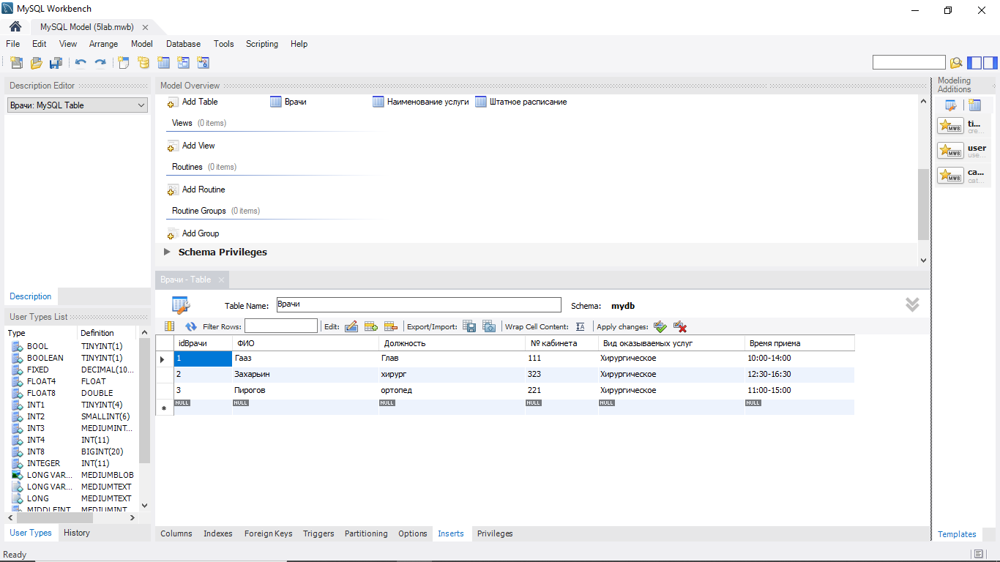 MySQL Workbench
MySQL Model (5lab.mwb)
File Edit View Arrange Model Database Tools Scripting Help
Description Editor
Врачи: MySQL Table
Description
User Types List
Type Definition
BOOL TINYINT(1)
BOOLEAN TINYINT(1)
FIXED DECIMAL(10...
FLOAT4 FLOAT
FLOAT8 DOUBLE
INT1 TINYINT(4)
INT2 SMALLINT(6)
INT3 MEDIUMINT...
INT4 INT(11)
INT8 BIGINT(20)
INTEGER INT(11)
LONG VAR... MEDIUMBLOB
LONG VAR... MEDIUMTEXT
LONG MEDIUMTEXT
MIDDLEINT MEDIUMINT
User Types History
Model Overview
Add Table Врачи Наименование услуги Штатное расписание
Views (0 items)
Add View
Routines (0 items)
Add Routine
Routine Groups (0 items)
Add Group
Schema Privileges
Врачи - Table
Table Name: Врачи Schema: mydb
Filter Rows: Edit: Export/Import: Wrap Cell Content: Apply changes:
idВрачи ФИО Должность № кабинета Вид оказываемых услуг Время приема
1 Гааз Глав 111 Хирургическое 10:00-14:00
2 Захарьин хирург 323 Хирургическое 12:30-16:30
3 Пирогов ортопед 221 Хирургическое 11:00-15:00
NULL NULL NULL NULL NULL NULL
Columns Indexes Foreign Keys Triggers Partitioning Options Inserts Privileges
Modeling
Additions
MWB ti...
cre...
MWB user
use...
MWB ca...
cat...
Templates
Ready